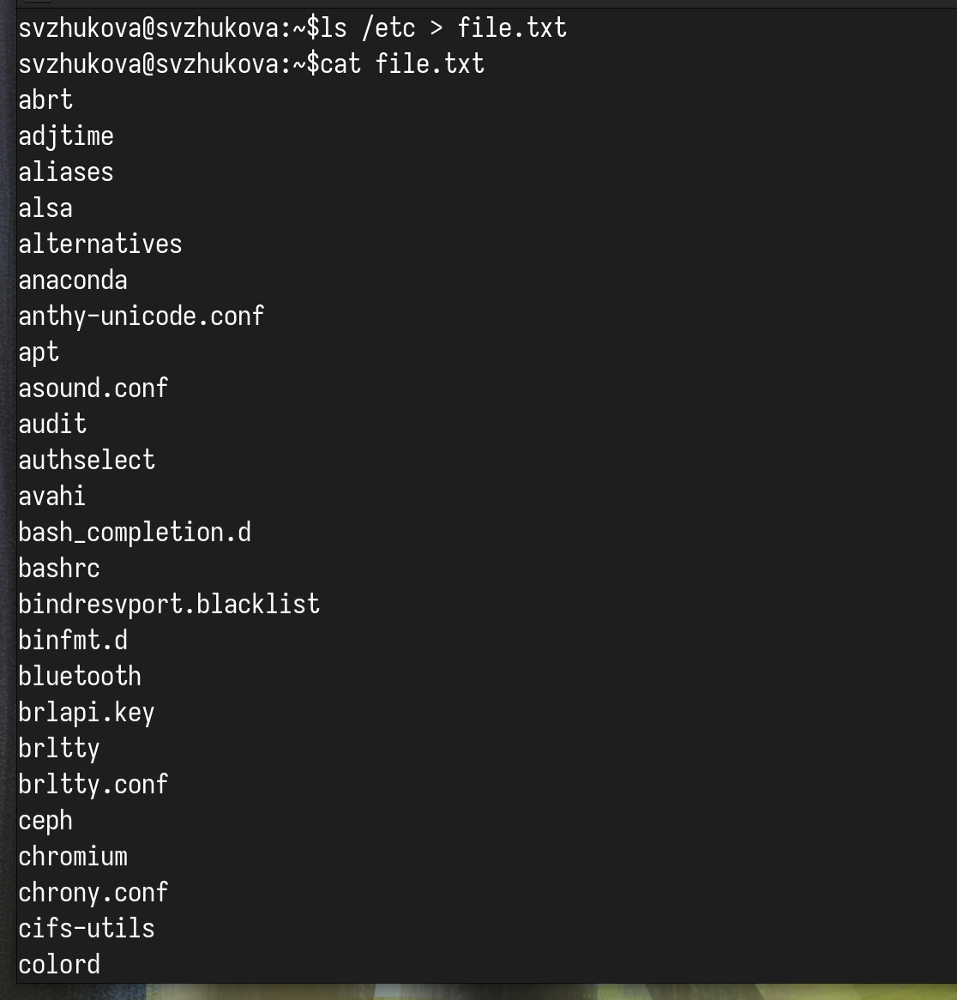 svzhukova@svzhukova:~$ls /etc > file.txt
svzhukova@svzhukova:~$cat file.txt
abrt
adjtime
aliases
alsa
alternatives
anaconda
anthy-unicode.conf
apt
asound.conf
audit
authselect
avahi
bash_completion.d
bashrc
bindresvport.blacklist
binfmt.d
bluetooth
brlapi.key
brltty
brltty.conf
ceph
chromium
chrony.conf
cifs-utils
colord